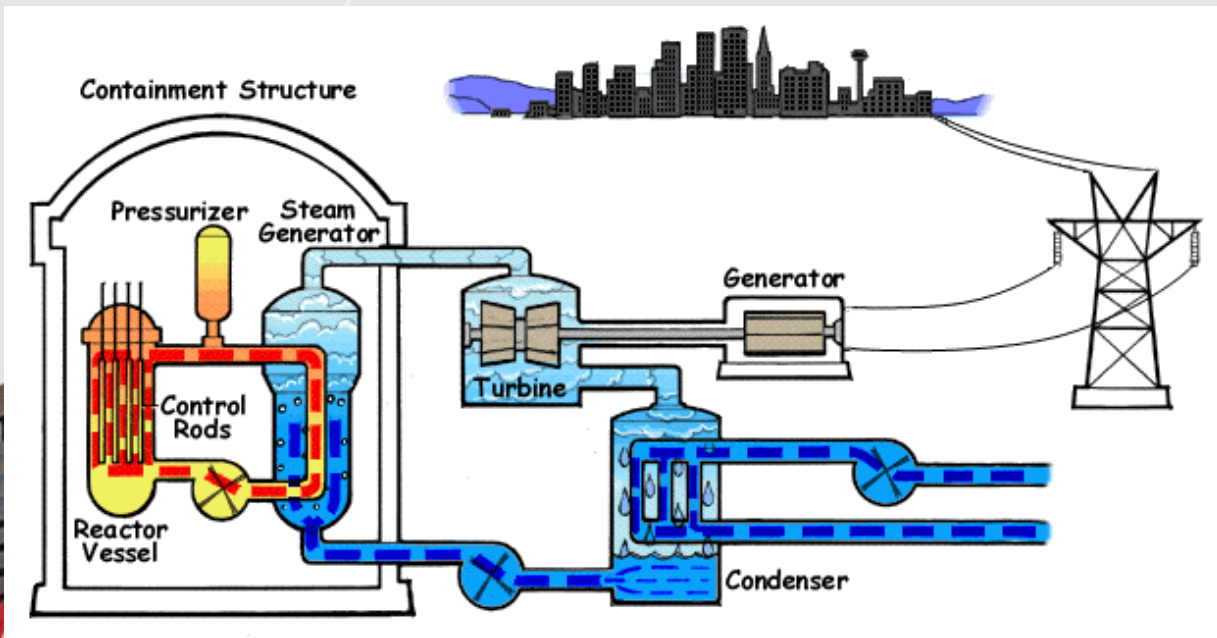 Containment Structure
Pressurizer
Steam
Generator
Generator
Turbine
Control
Rods
Reactor
Vessel
Condenser